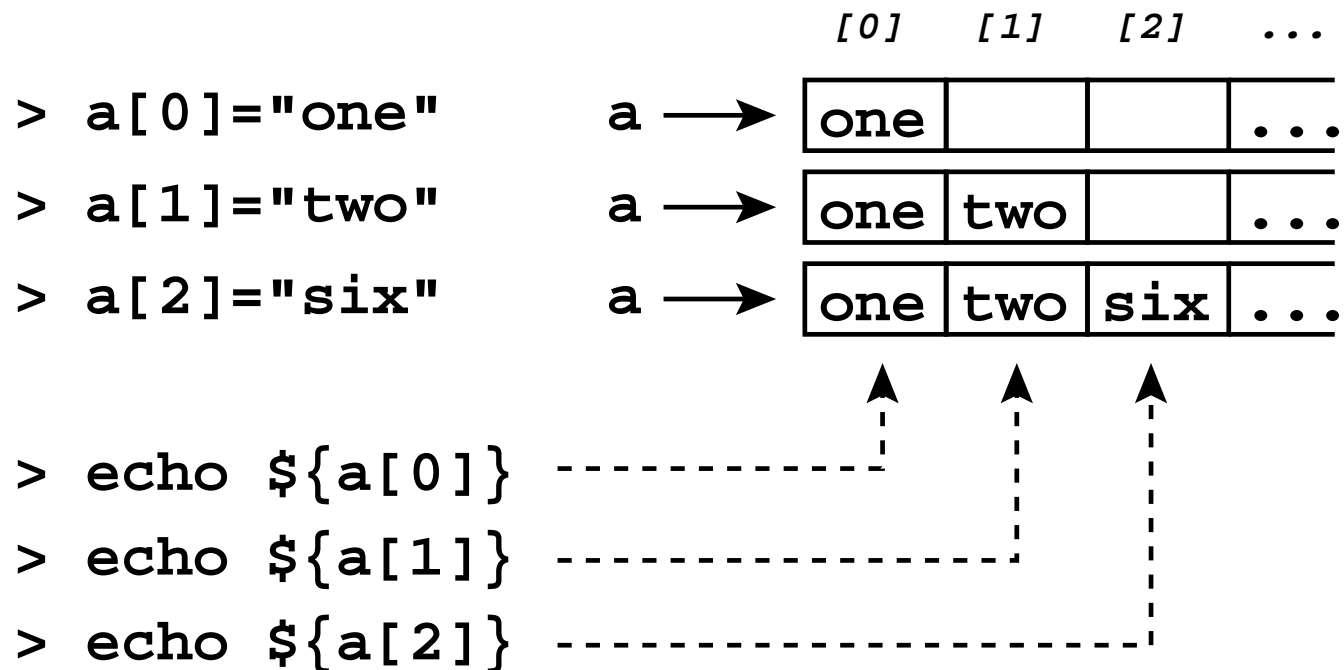 [0] [1] [2] ...
> a[0]="one" a one ...
> a[1]="two" a one two ...
> a[2]="six" a one two six ...
> echo ${a[0]}
> echo ${a[1]}
> echo ${a[2]}